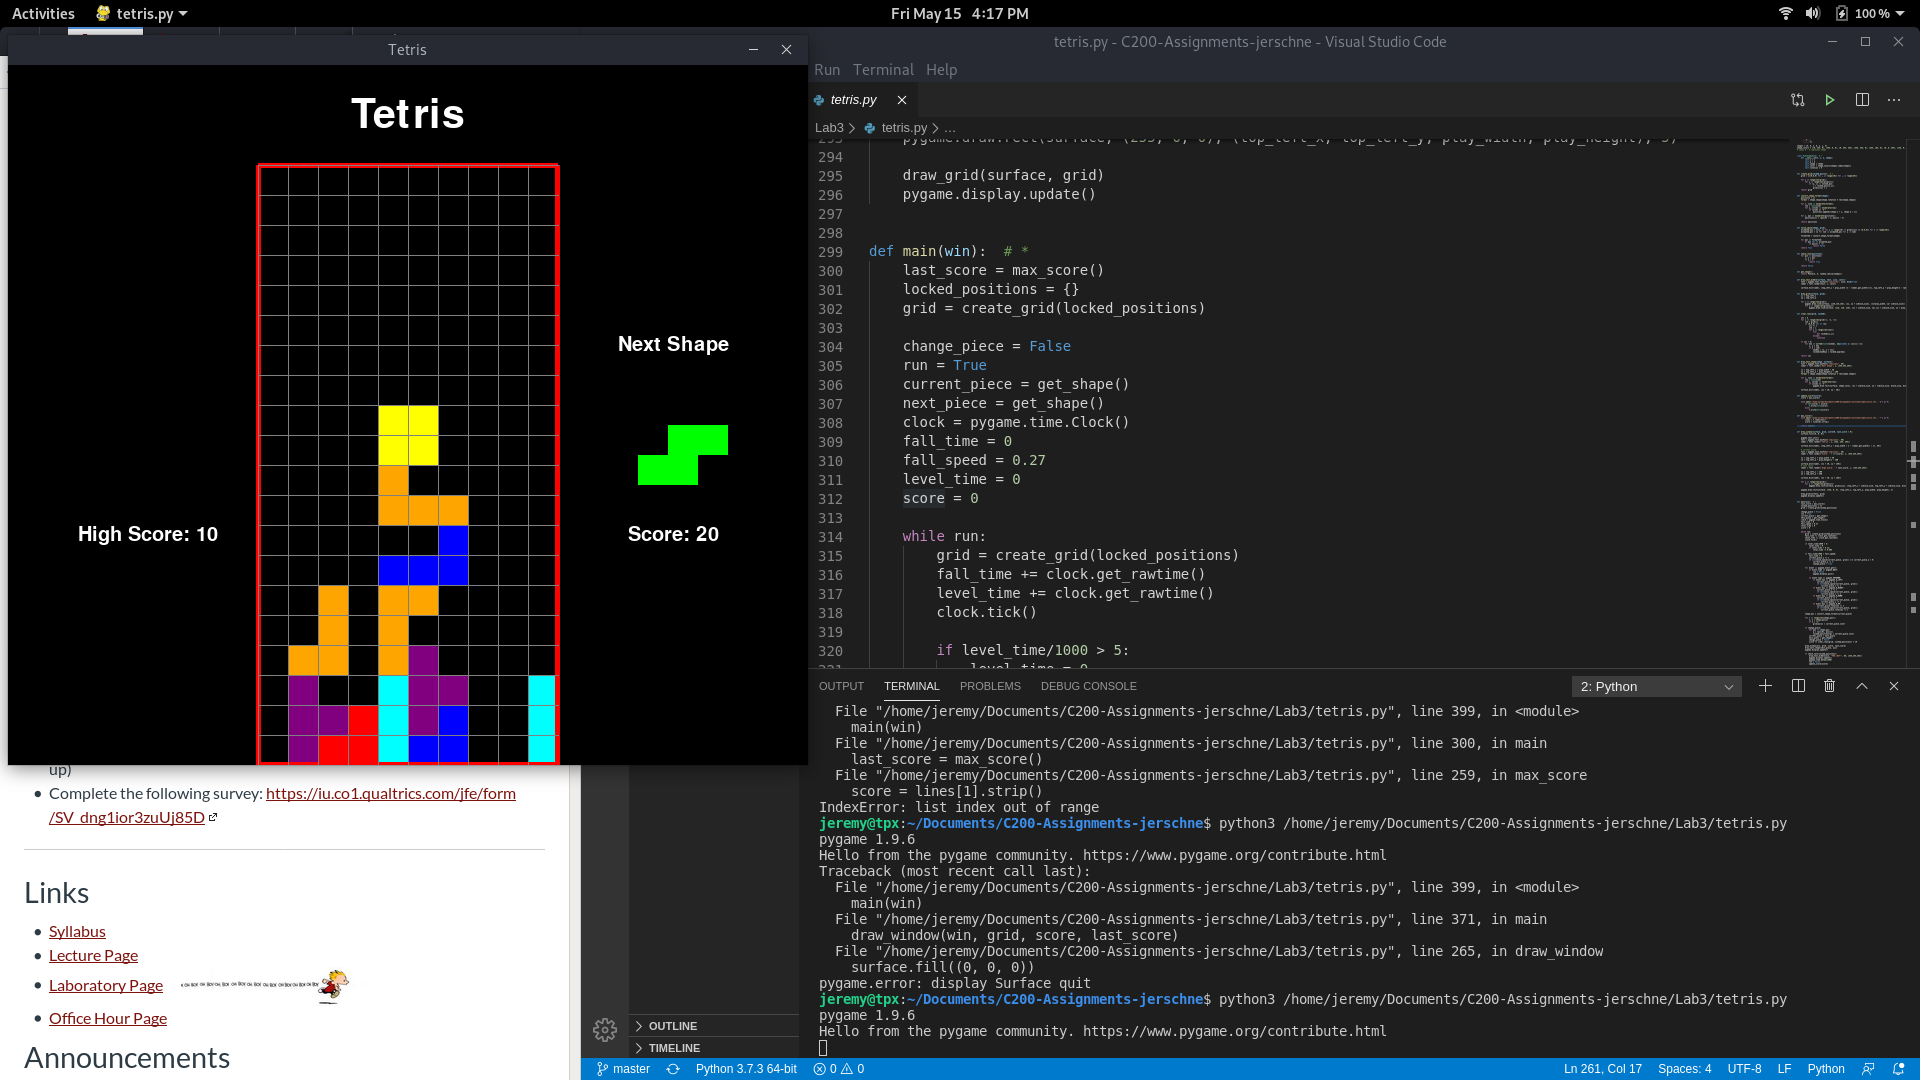 Activities
tetris.py
Fri May 15 4:17 PM
100 %
Tetris
Tetris
Next Shape
High Score: 10
Score: 20
up)
Complete the following survey: https://iu.co1.qualtrics.com/jfe/form
/SV_dng1ior3zuUj85D
Links
Syllabus
Lecture Page
Laboratory Page
Office Hour Page
Announcements
tetris.py - C200-Assignments-jerschne - Visual Studio Code
Run Terminal Help
tetris.py
Lab3 > tetris.py > ...
293 pygame.draw.rect(surface, (255, 0, 0), (top_left_x, top_left_y, play_width, play_height), 5)
294
295 draw_grid(surface, grid)
296 pygame.display.update()
297
298
299 def main(win):  # *
300 last_score = max_score()
301 locked_positions = {}
302 grid = create_grid(locked_positions)
303
304 change_piece = False
305 run = True
306 current_piece = get_shape()
307 next_piece = get_shape()
308 clock = pygame.time.Clock()
309 fall_time = 0
310 fall_speed = 0.27
311 level_time = 0
312 score = 0
313
314 while run:
315 grid = create_grid(locked_positions)
316 fall_time += clock.get_rawtime()
317 level_time += clock.get_rawtime()
318 clock.tick()
319
320 if level_time/1000 > 5:
321 level_time = 0
OUTPUT TERMINAL PROBLEMS DEBUG CONSOLE
2: Python
File "/home/jeremy/Documents/C200-Assignments-jerschne/Lab3/tetris.py", line 399, in <module>
main(win)
File "/home/jeremy/Documents/C200-Assignments-jerschne/Lab3/tetris.py", line 300, in main
last_score = max_score()
File "/home/jeremy/Documents/C200-Assignments-jerschne/Lab3/tetris.py", line 259, in max_score
score = lines[1].strip()
IndexError: list index out of range
jeremy@tpx:~/Documents/C200-Assignments-jerschne$ python3 /home/jeremy/Documents/C200-Assignments-jerschne/Lab3/tetris.py
pygame 1.9.6
Hello from the pygame community. https://www.pygame.org/contribute.html
Traceback (most recent call last):
File "/home/jeremy/Documents/C200-Assignments-jerschne/Lab3/tetris.py", line 399, in <module>
main(win)
File "/home/jeremy/Documents/C200-Assignments-jerschne/Lab3/tetris.py", line 371, in main
draw_window(win, grid, score, last_score)
File "/home/jeremy/Documents/C200-Assignments-jerschne/Lab3/tetris.py", line 265, in draw_window
surface.fill((0, 0, 0))
pygame.error: display Surface quit
jeremy@tpx:~/Documents/C200-Assignments-jerschne$ python3 /home/jeremy/Documents/C200-Assignments-jerschne/Lab3/tetris.py
pygame 1.9.6
Hello from the pygame community. https://www.pygame.org/contribute.html
OUTLINE
TIMELINE
master Python 3.7.3 64-bit 0 0 Ln 261, Col 17 Spaces: 4 UTF-8 LF Python